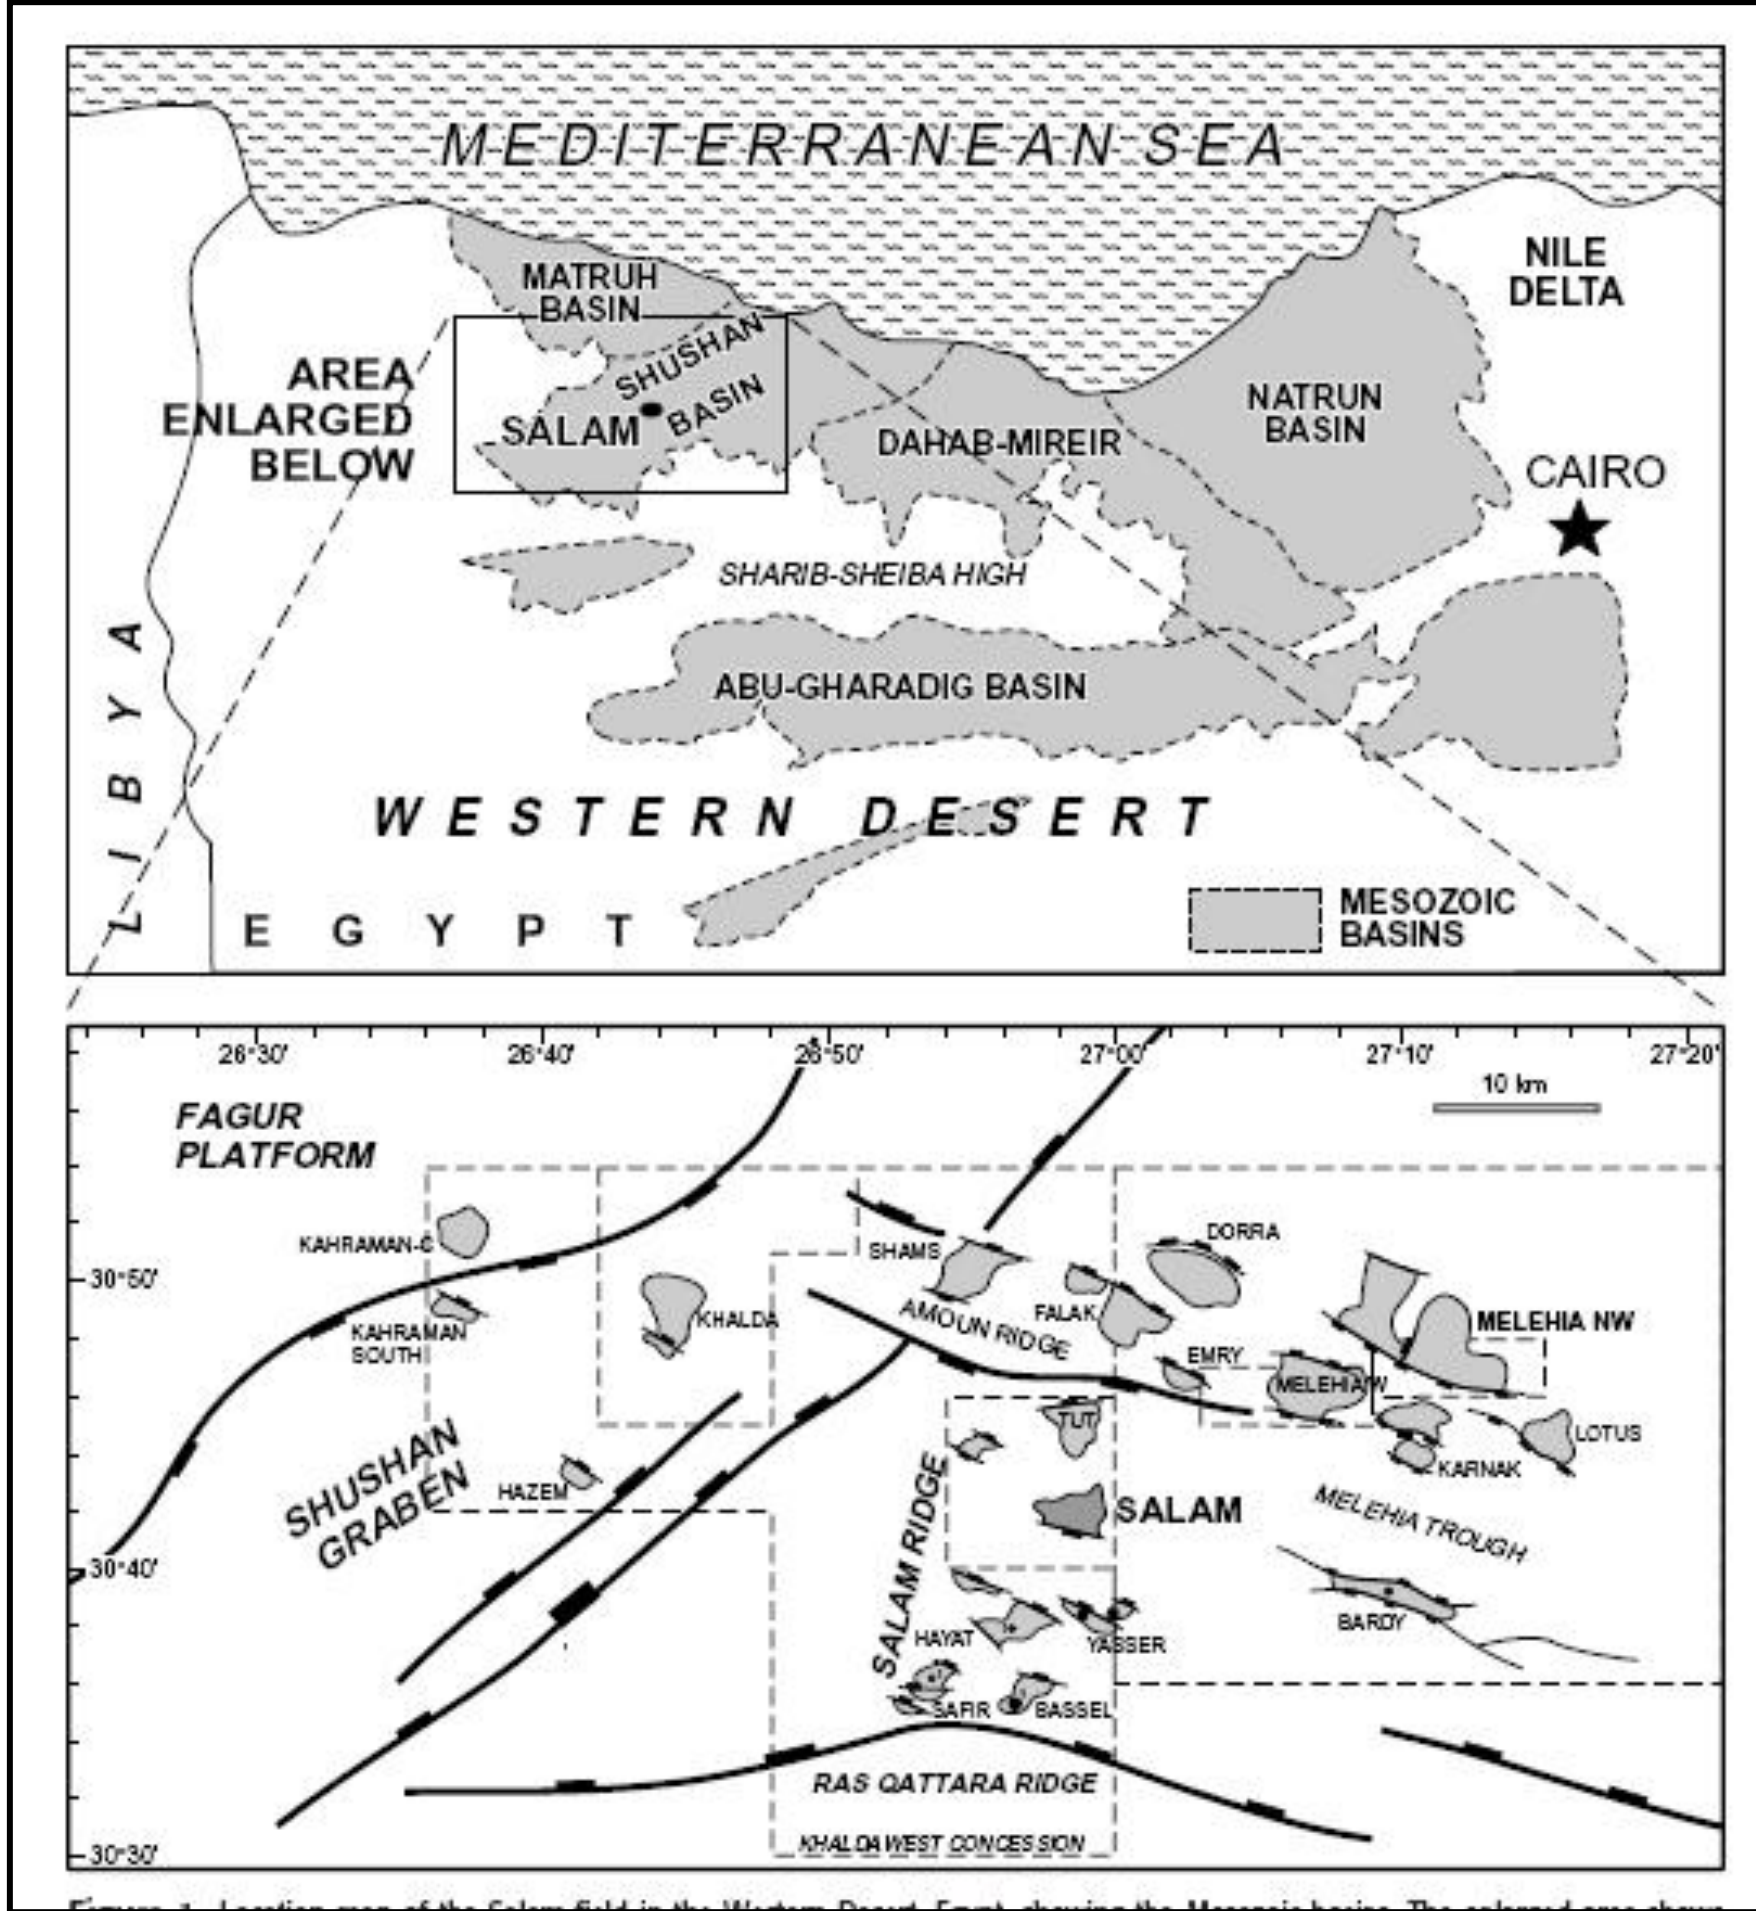 MEDITERRANEAN SEA
NILE
DELTA
MATRUH
BASIN
SHUSHAN
BASIN
SALAM
AREA
ENLARGED
BELOW
DAHAB-MIREIR
NATRUN
BASIN
CAIRO
SHARIB-SHEIBA HIGH
ABU-GHARADIG BASIN
LIBYA
WESTERN DESERT
EGYPT
MESOZOIC
BASINS
26°30' 26°40' 26°50' 27°00' 27°10' 27°20'
10 km
FAGUR
PLATFORM
KAHRAMAN-C
DORRA
SHAMS
30°50'
KHALDA
KAHRAMAN
SOUTH
AMOUN RIDGE
FALAK
MELEHIA NW
EMRY
MELEHIA W
TUT
LOTUS
KARNAK
SHUSHAN
GRABEN
HAZEM
SALAM RIDGE
SALAM
MELEHIA TROUGH
30°40'
BARDY
HAYAT
YASSER
SAFIR
BASSEL
RAS QATTARA RIDGE
KHALDA WEST CONCESSION
30°30'